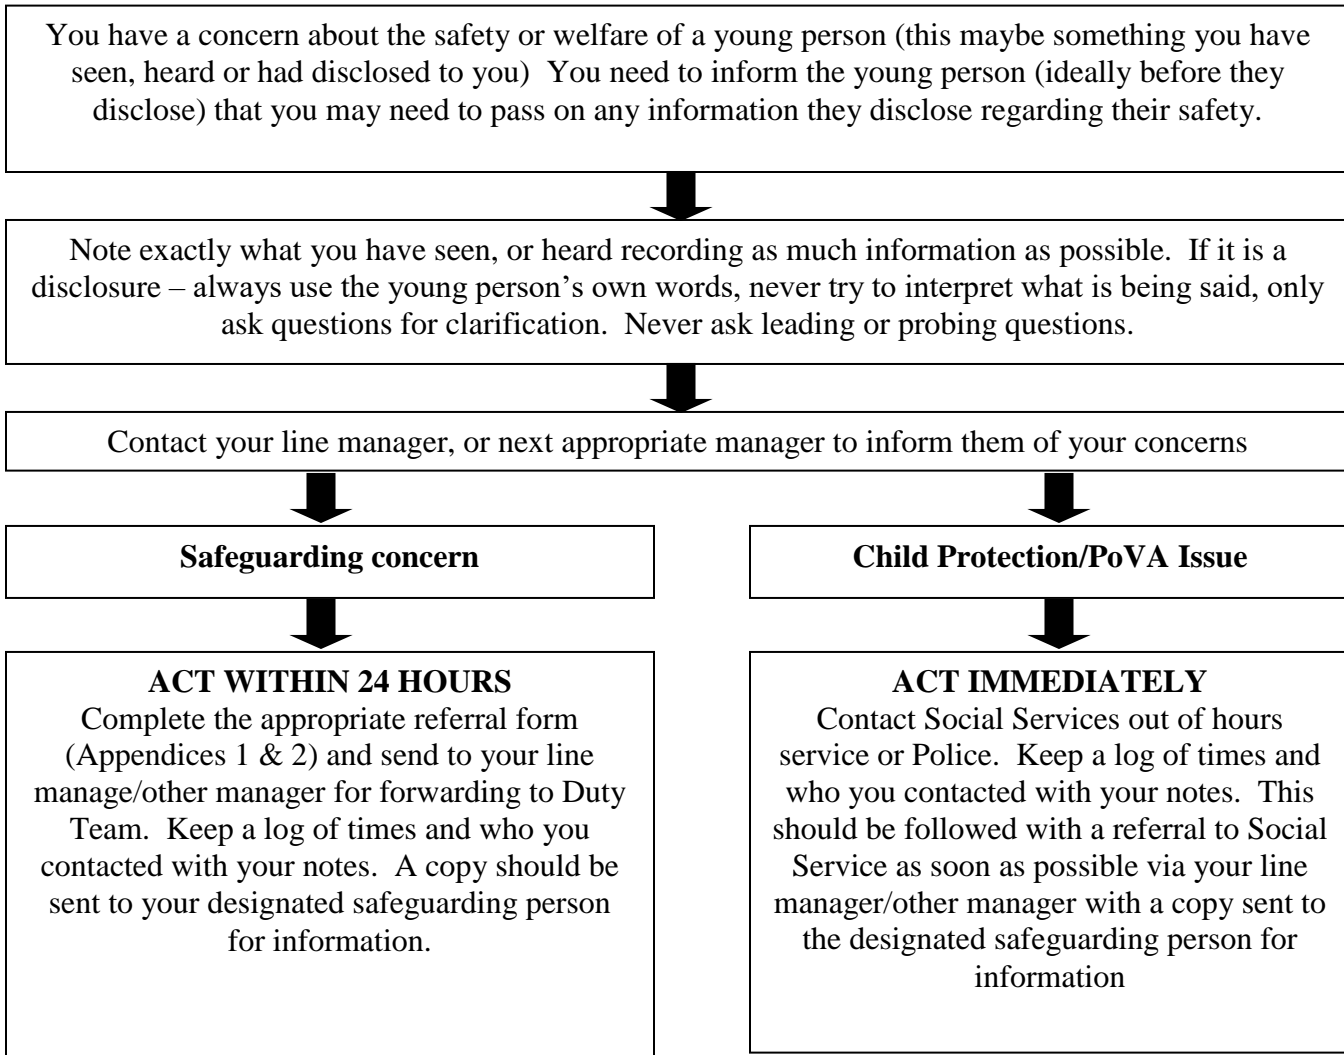 You have a concern about the safety or welfare of a young person (this maybe something you have
seen, heard or had disclosed to you)  You need to inform the young person (ideally before they
disclose) that you may need to pass on any information they disclose regarding their safety.
Note exactly what you have seen, or heard recording as much information as possible.  If it is a
disclosure – always use the young person’s own words, never try to interpret what is being said, only
ask questions for clarification.  Never ask leading or probing questions.
Contact your line manager, or next appropriate manager to inform them of your concerns
Safeguarding concern
ACT WITHIN 24 HOURS
Complete the appropriate referral form
(Appendices 1 & 2) and send to your line
manage/other manager for forwarding to Duty
Team.  Keep a log of times and who you
contacted with your notes.  A copy should be
sent to your designated safeguarding person
for information.
Child Protection/PoVA Issue
ACT IMMEDIATELY
Contact Social Services out of hours
service or Police.  Keep a log of times and
who you contacted with your notes.  This
should be followed with a referral to Social
Service as soon as possible via your line
manager/other manager with a copy sent to
the designated safeguarding person for
information